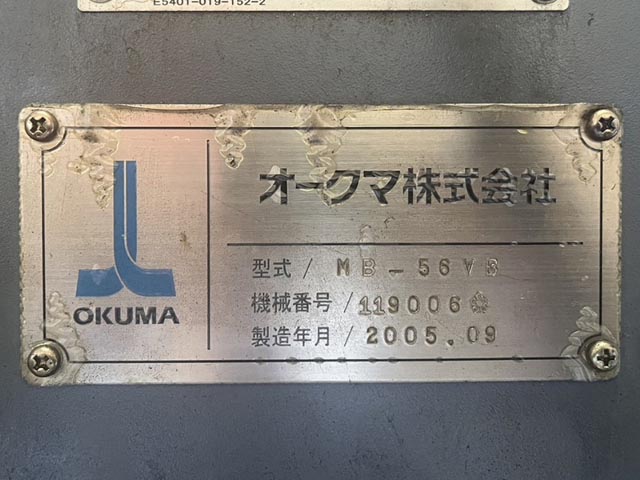 E5401-019-152-2
オークマ株式会社
OKUMA
型式 / MB-56VB
機械番号 / 119006
製造年月 / 2005.09